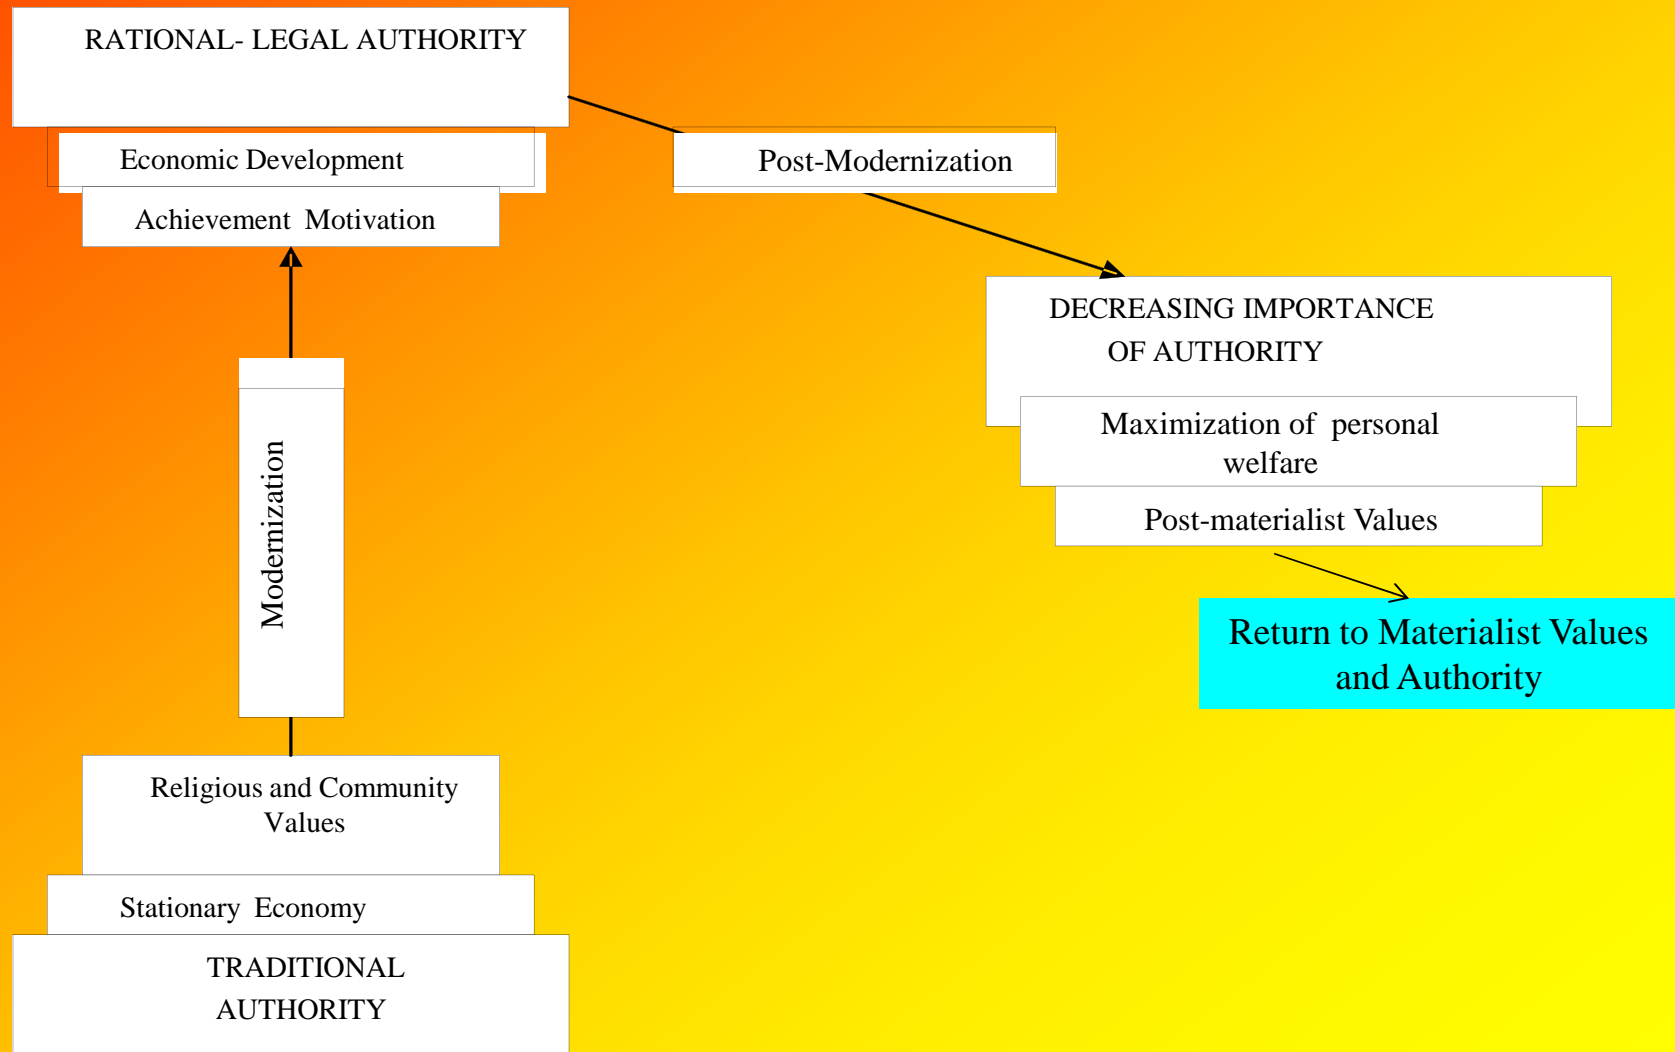 RATIONAL- LEGAL AUTHORITY
Economic Development
Achievement Motivation
Post-Modernization
DECREASING IMPORTANCE
OF AUTHORITY
Maximization of personal
welfare
Post-materialist Values
Return to Materialist Values
and Authority
Modernization
Religious and Community
Values
Stationary Economy
TRADITIONAL
AUTHORITY